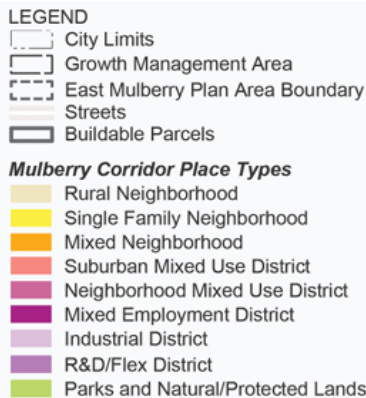 LEGEND
City Limits
Growth Management Area
East Mulberry Plan Area Boundary
Streets
Buildable Parcels
Mulberry Corridor Place Types
Rural Neighborhood
Single Family Neighborhood
Mixed Neighborhood
Suburban Mixed Use District
Neighborhood Mixed Use District
Mixed Employment District
Industrial District
R&D/Flex District
Parks and Natural/Protected Lands